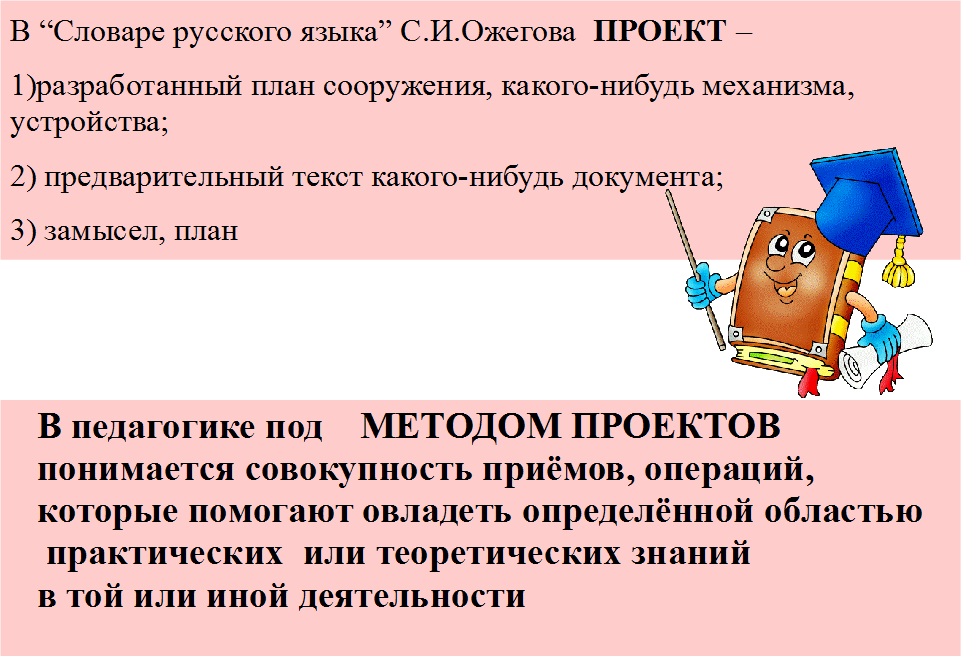 В “Словаре русского языка” С.И.Ожегова ПРОЕКТ –
1)разработанный план сооружения, какого-нибудь механизма,
устройства;
2) предварительный текст какого-нибудь документа;
3) замысел, план
В педагогике под МЕТОДОМ ПРОЕКТОВ
понимается совокупность приёмов, операций,
которые помогают овладеть определённой областью
практических или теоретических знаний
в той или иной деятельности